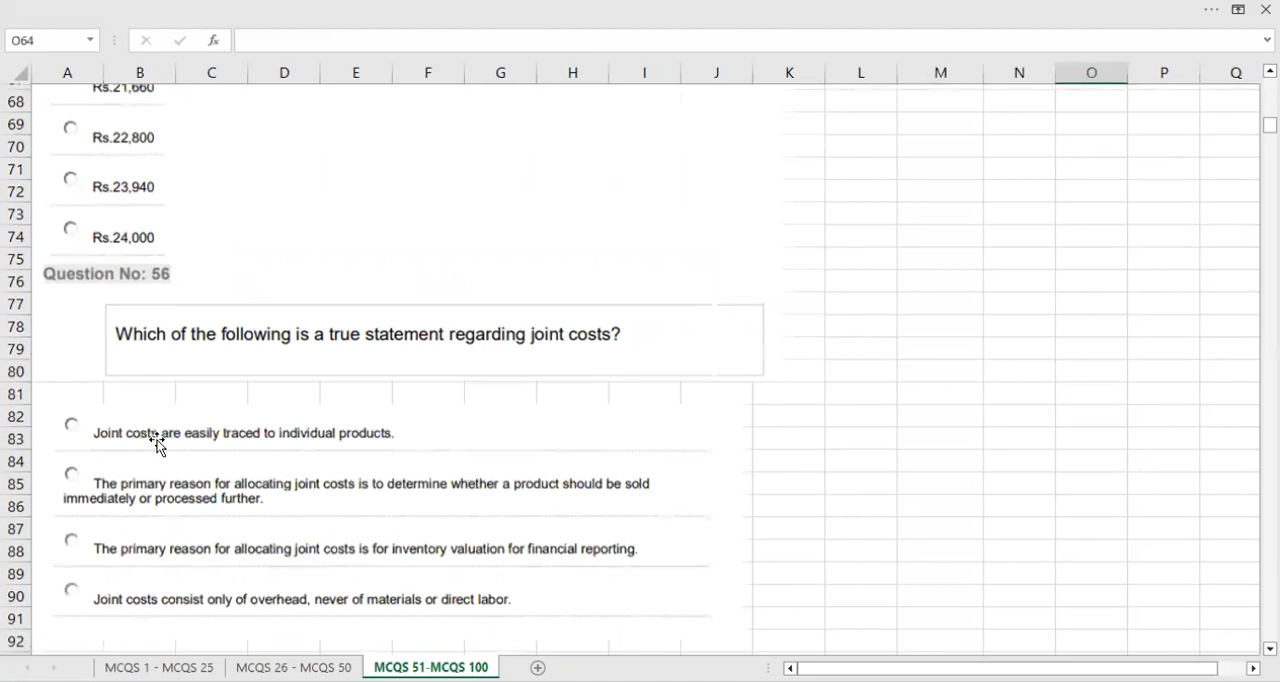 O64
fx
A B C D E F G H I J K L M N O P Q
Rs.21,660
68
69
Rs.22,800
70
71
Rs.23,940
72
73
Rs.24,000
74
75
Question No: 56
76
77
Which of the following is a true statement regarding joint costs?
78
79
80
81
82
Joint costs are easily traced to individual products.
83
84
The primary reason for allocating joint costs is to determine whether a product should be sold
85
immediately or processed further.
86
87
The primary reason for allocating joint costs is for inventory valuation for financial reporting.
88
89
Joint costs consist only of overhead, never of materials or direct labor.
90
91
92
MCQS 1 - MCQS 25 MCQS 26 - MCQS 50 MCQS 51-MCQS 100